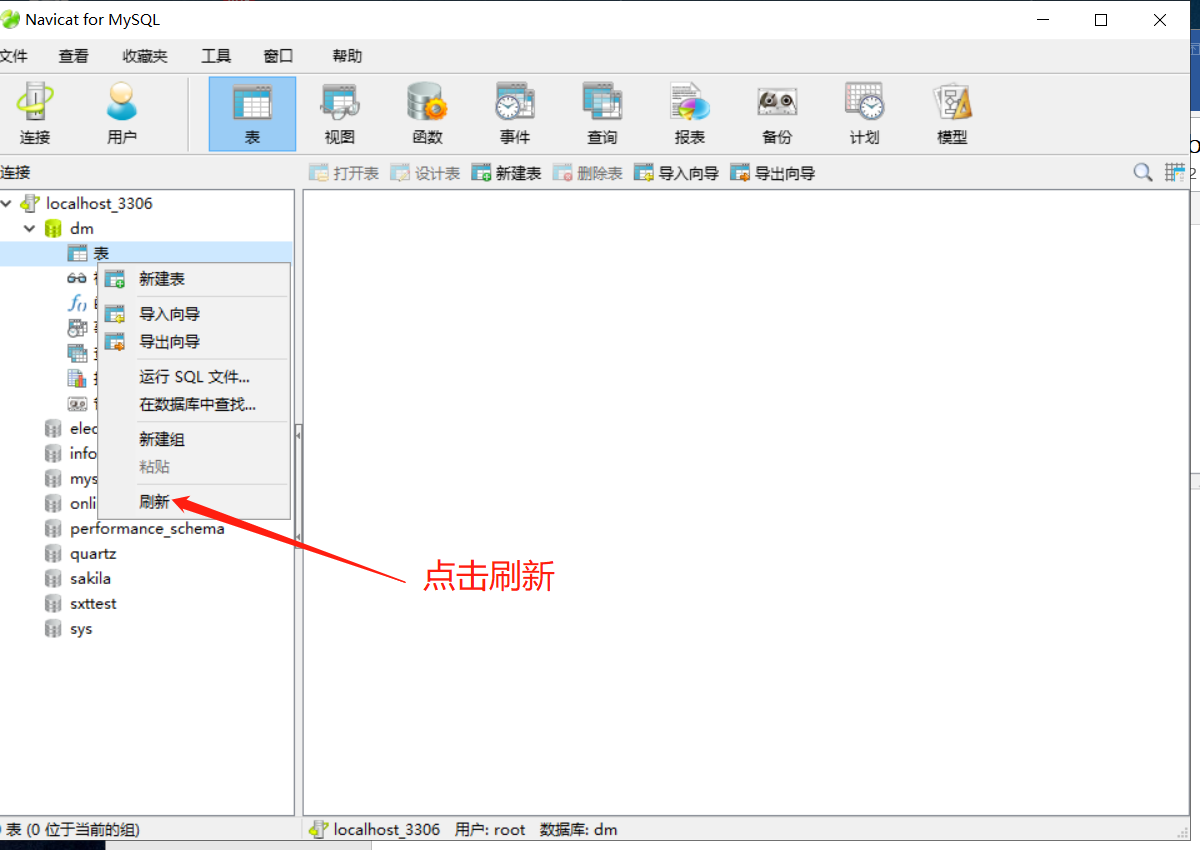 Navicat for MySQL
文件 查看 收藏夹 工具 窗口 帮助
连接 用户 表 视图 函数 事件 查询 报表 备份 计划 模型
连接 打开表 设计表 新建表 删除表 导入向导 导出向导
localhost_3306
dm
表
新建表
导入向导
导出向导
运行 SQL 文件...
在数据库中查找...
elec
新建组
info
粘贴
mys
onli
刷新
performance_schema
quartz
点击刷新
sakila
sxttest
sys
表 (0 位于当前的组) localhost_3306 用户: root 数据库: dm